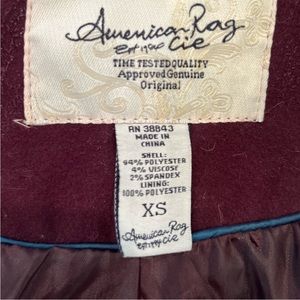 American Rag
Est 1984 Cie
TIME TESTED QUALITY
Approved Genuine
Original
RN 38843
MADE IN
CHINA
SHELL:
94% POLYESTER
4% VISCOSE
2% SPANDEX
LINING:
100% POLYESTER
XS
American Rag
Cie